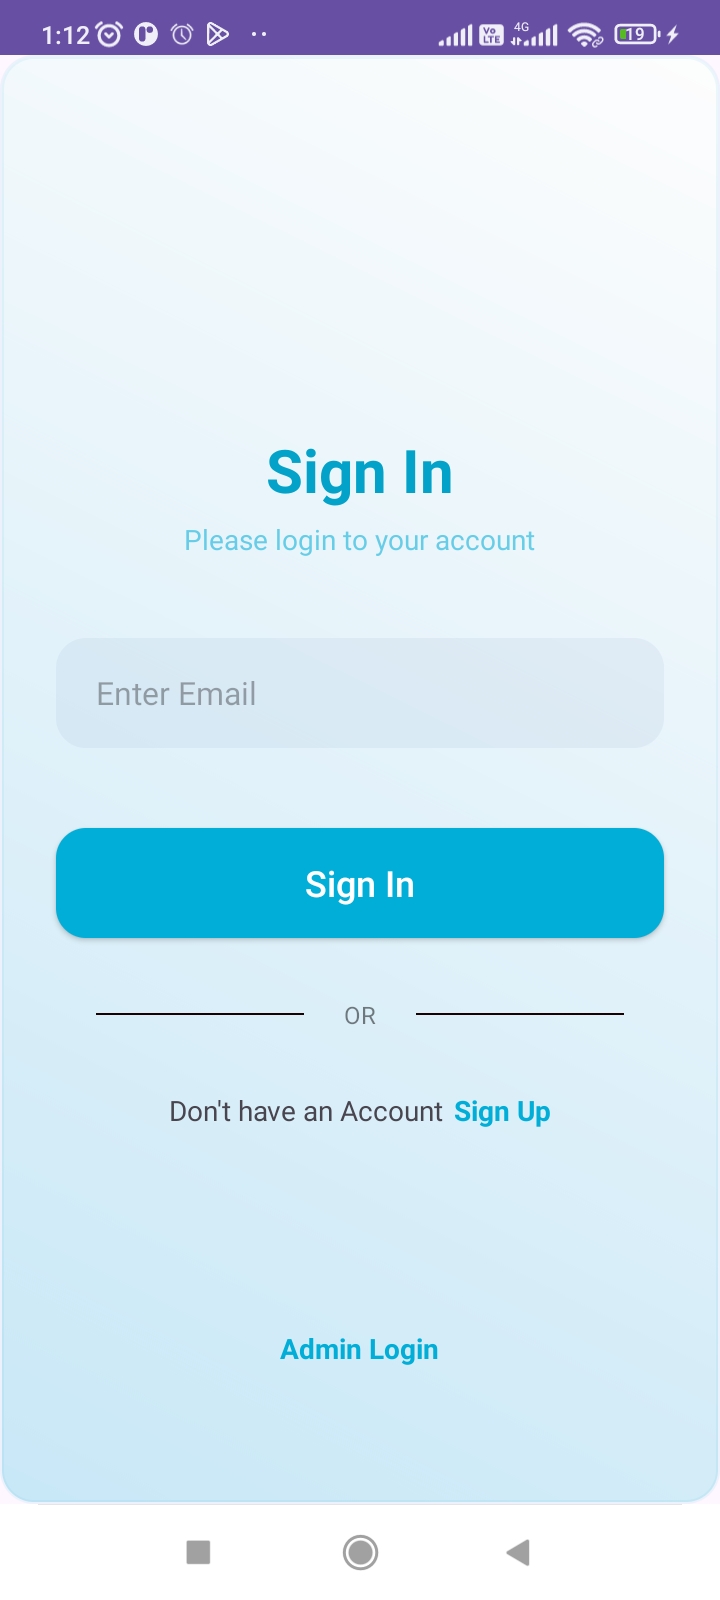 1:12 4G Vo LTE 19
Sign In
Please login to your account
Enter Email
Sign In
OR
Don't have an Account Sign Up
Admin Login